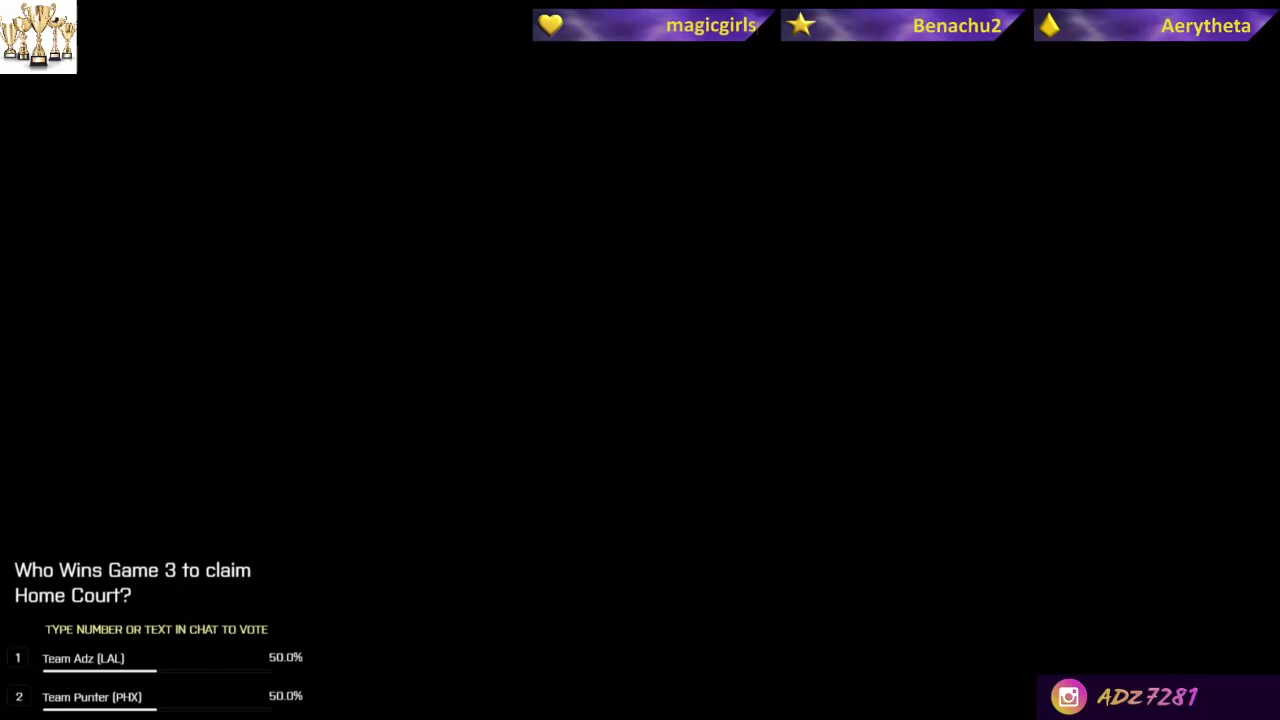 magicgirls
Benachu2
Aerytheta
Who Wins Game 3 to claim
Home Court?
TYPE NUMBER OR TEXT IN CHAT TO VOTE
1 Team Adz (LAL) 50.0%
2 Team Punter (PHX) 50.0%
ADZ7281